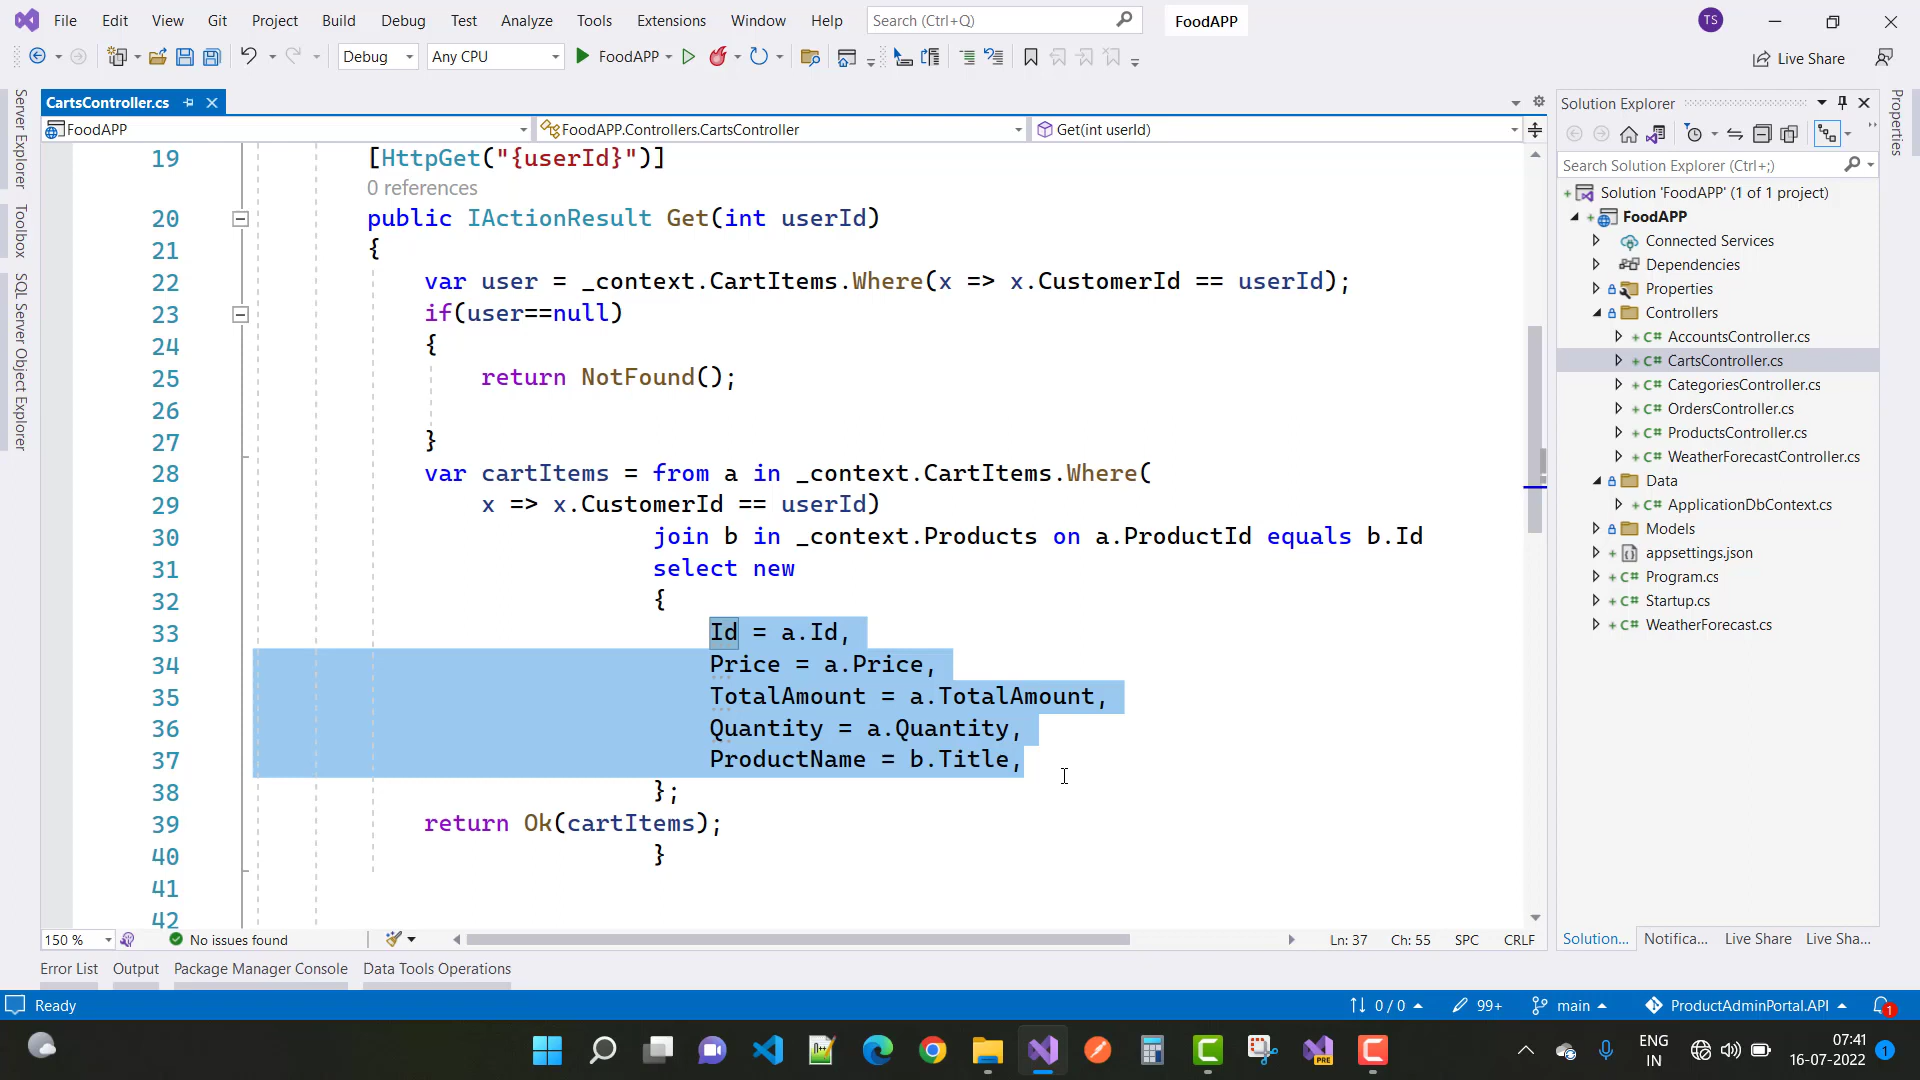 File Edit View Git Project Build Debug Test Analyze Tools Extensions Window Help Search (Ctrl+Q) FoodAPP TS
Debug Any CPU FoodAPP Live Share
CartsController.cs
FoodAPP FoodAPP.Controllers.CartsController Get(int userId)
Server Explorer
Toolbox
SQL Server Object Explorer
19 [HttpGet("{userId}")]
0 references
20 public IActionResult Get(int userId)
21 {
22 var user = _context.CartItems.Where(x => x.CustomerId == userId);
23 if(user==null)
24 {
25 return NotFound();
26
27 }
28 var cartItems = from a in _context.CartItems.Where(
29 x => x.CustomerId == userId)
30 join b in _context.Products on a.ProductId equals b.Id
31 select new
32 {
33 Id = a.Id,
34 Price = a.Price,
35 TotalAmount = a.TotalAmount,
36 Quantity = a.Quantity,
37 ProductName = b.Title,
38 };
39 return Ok(cartItems);
40 }
41
42
150 % No issues found Ln: 37 Ch: 55 SPC CRLF
Error List Output Package Manager Console Data Tools Operations
Solution Explorer
Search Solution Explorer (Ctrl+;)
Solution 'FoodAPP' (1 of 1 project)
FoodAPP
Connected Services
Dependencies
Properties
Controllers
C# AccountsController.cs
C# CartsController.cs
C# CategoriesController.cs
C# OrdersController.cs
C# ProductsController.cs
C# WeatherForecastController.cs
Data
C# ApplicationDbContext.cs
Models
appsettings.json
C# Program.cs
C# Startup.cs
C# WeatherForecast.cs
Solution... Notifica... Live Share Live Sha...
Properties
Ready 0 / 0 99+ main ProductAdminPortal.API 1
PRE
ENG
IN
07:41
16-07-2022
1